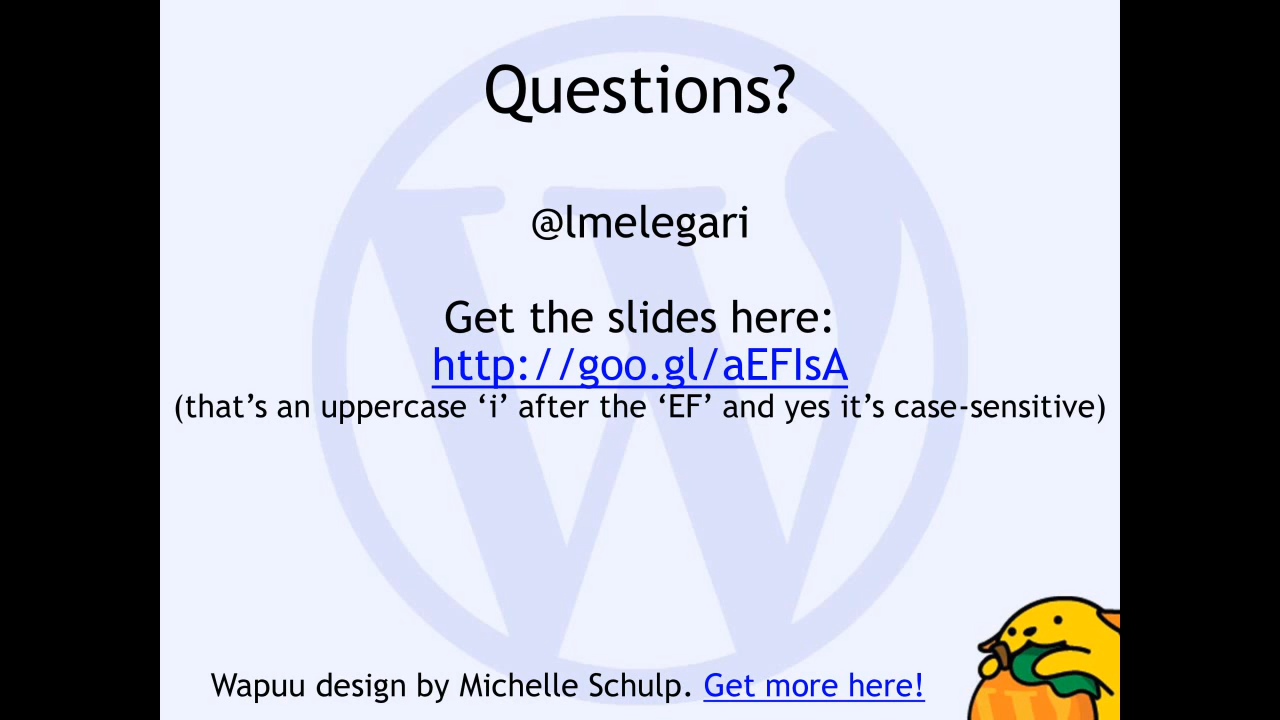 Questions?
@lmelegari
Get the slides here:
http://goo.gl/aEFIsA
(that’s an uppercase ‘i’ after the ‘EF’ and yes it’s case-sensitive)
Wapuu design by Michelle Schulp. Get more here!